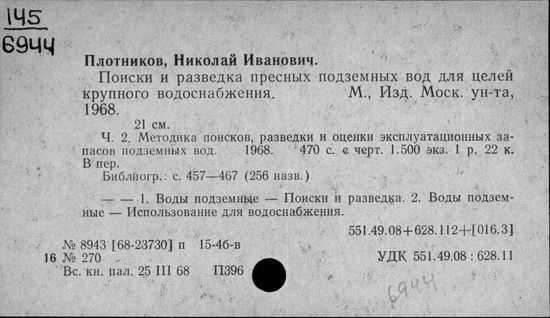 145
6944
Плотников, Николай Иванович.
Поиски и разведка пресных подземных вод для целей
крупного водоснабжения. М., Изд. Моск. ун-та,
1968.
21 см.
Ч. 2. Методика поисков, разведки и оценки эксплуатационных за-
пасов подземных вод. 1968. 470 с. с черт. 1.500 экз. 1 р. 22 к.
В пер.
Библиогр.: с. 457—467 (256 назв.)
— — 1. Воды подземные — Поиски и разведка. 2. Воды подзем-
ные — Использование для водоснабжения.
551.49.08+628.112+[016.3]
№ 8943 [68-23730] п 15-4б-в
16 № 270 УДК 551.49.08 : 628.11
Вс. кн. пал. 25 III 68 П396
6944